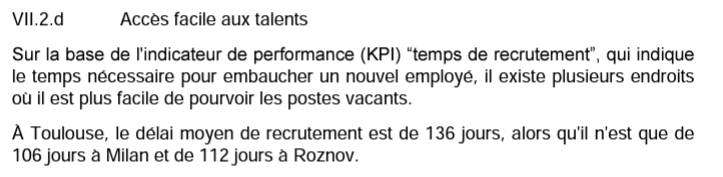 VII.2.d Accès facile aux talents
Sur la base de l'indicateur de performance (KPI) “temps de recrutement”, qui indique
le temps nécessaire pour embaucher un nouvel employé, il existe plusieurs endroits
où il est plus facile de pourvoir les postes vacants.
À Toulouse, le délai moyen de recrutement est de 136 jours, alors qu'il n'est que de
106 jours à Milan et de 112 jours à Roznov.